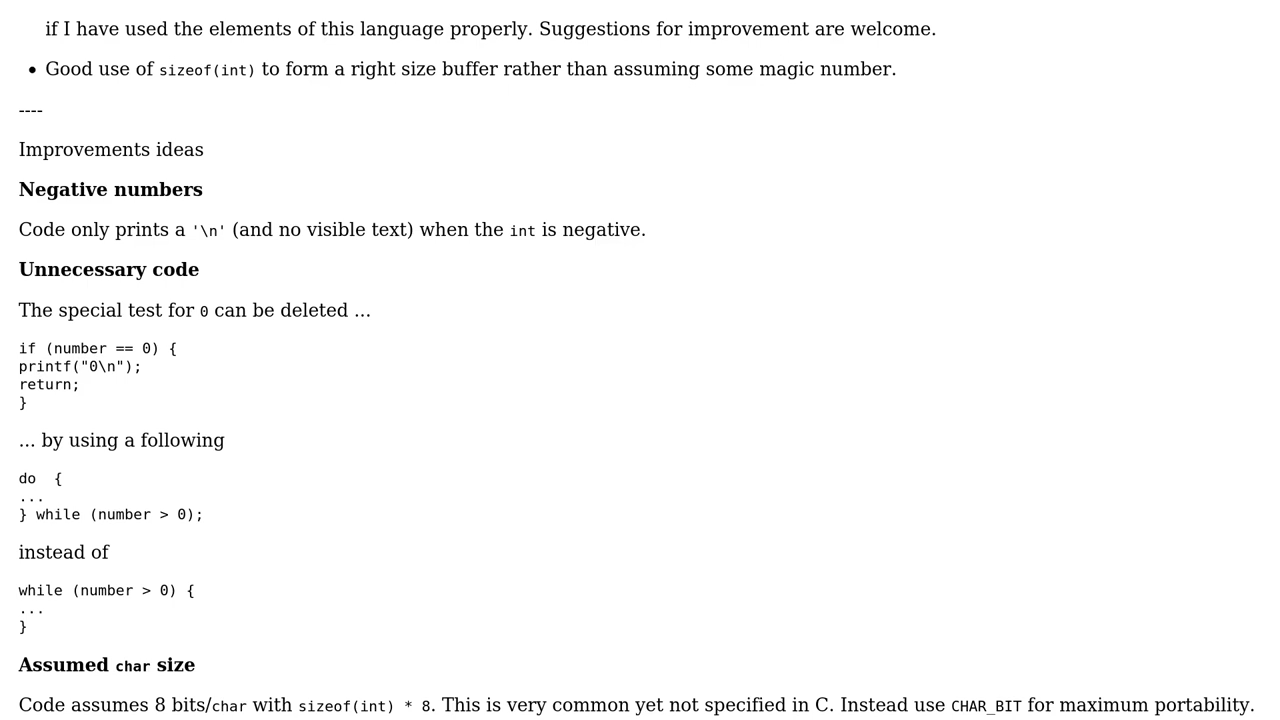 if I have used the elements of this language properly. Suggestions for improvement are welcome.
• Good use of sizeof(int) to form a right size buffer rather than assuming some magic number.
----
Improvements ideas
Negative numbers
Code only prints a '\n' (and no visible text) when the int is negative.
Unnecessary code
The special test for 0 can be deleted ...
if (number == 0) {
printf("0\n");
return;
}
... by using a following
do  {
...
} while (number > 0);
instead of
while (number > 0) {
...
}
Assumed char size
Code assumes 8 bits/char with sizeof(int) * 8. This is very common yet not specified in C. Instead use CHAR_BIT for maximum portability.